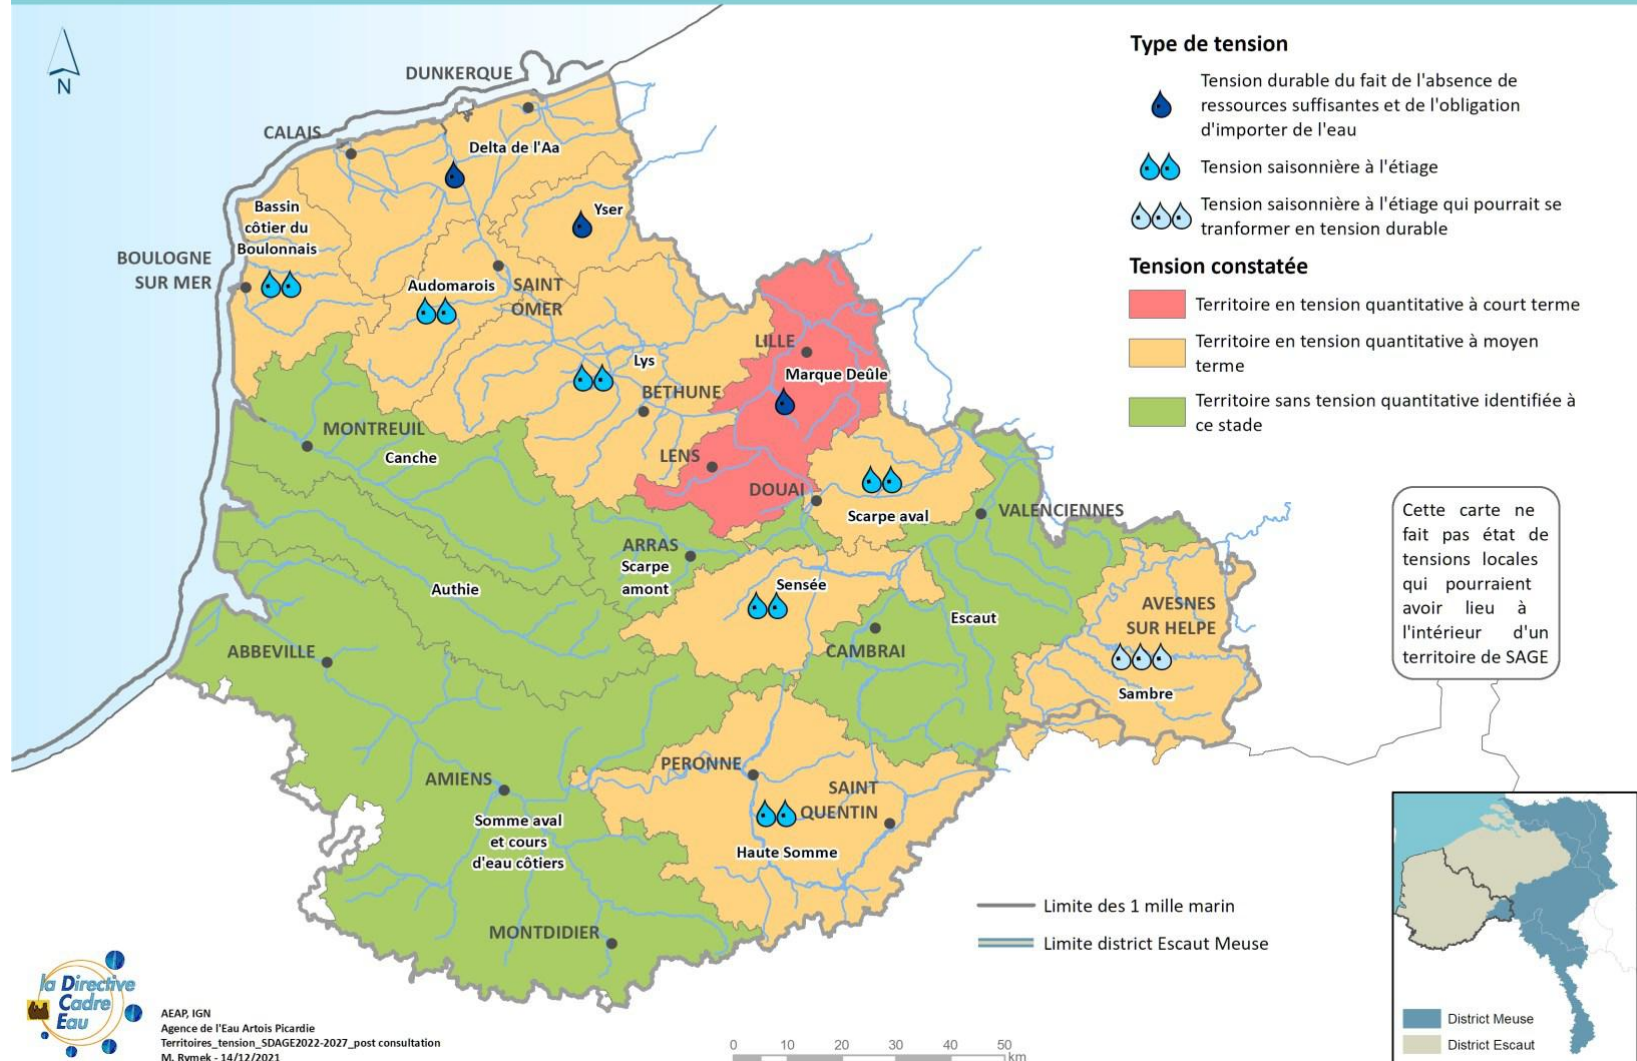 N
DUNKERQUE
CALAIS
Delta de l'Aa
Bassin
côtier du
Boulonnais
Yser
BOULOGNE
SUR MER
Audomarois
SAINT
OMER
LILLE
Lys
Marque Deûle
BETHUNE
MONTREUIL
Canche
LENS
DOUAI
Scarpe aval
VALENCIENNES
ARRAS
Scarpe
amont
Authie
Sensée
Escaut
AVESNES
SUR HELPE
ABBEVILLE
CAMBRAI
Sambre
PERONNE
AMIENS
SAINT
QUENTIN
Somme aval
et cours
d'eau côtiers
Haute Somme
MONTDIDIER
Type de tension
Tension durable du fait de l'absence de
ressources suffisantes et de l'obligation
d'importer de l'eau
Tension saisonnière à l'étiage
Tension saisonnière à l'étiage qui pourrait se
tranformer en tension durable
Tension constatée
Territoire en tension quantitative à court terme
Territoire en tension quantitative à moyen
terme
Territoire sans tension quantitative identifiée à
ce stade
Cette carte ne
fait pas état de
tensions locales
qui pourraient
avoir lieu à
l'intérieur d'un
territoire de SAGE
Limite des 1 mille marin
Limite district Escaut Meuse
District Meuse
District Escaut
la Directive
Cadre
Eau
AEAP, IGN
Agence de l'Eau Artois Picardie
Territoires_tension_SDAGE2022-2027_post consultation
M. Rymek - 14/12/2021
0 10 20 30 40 50
km